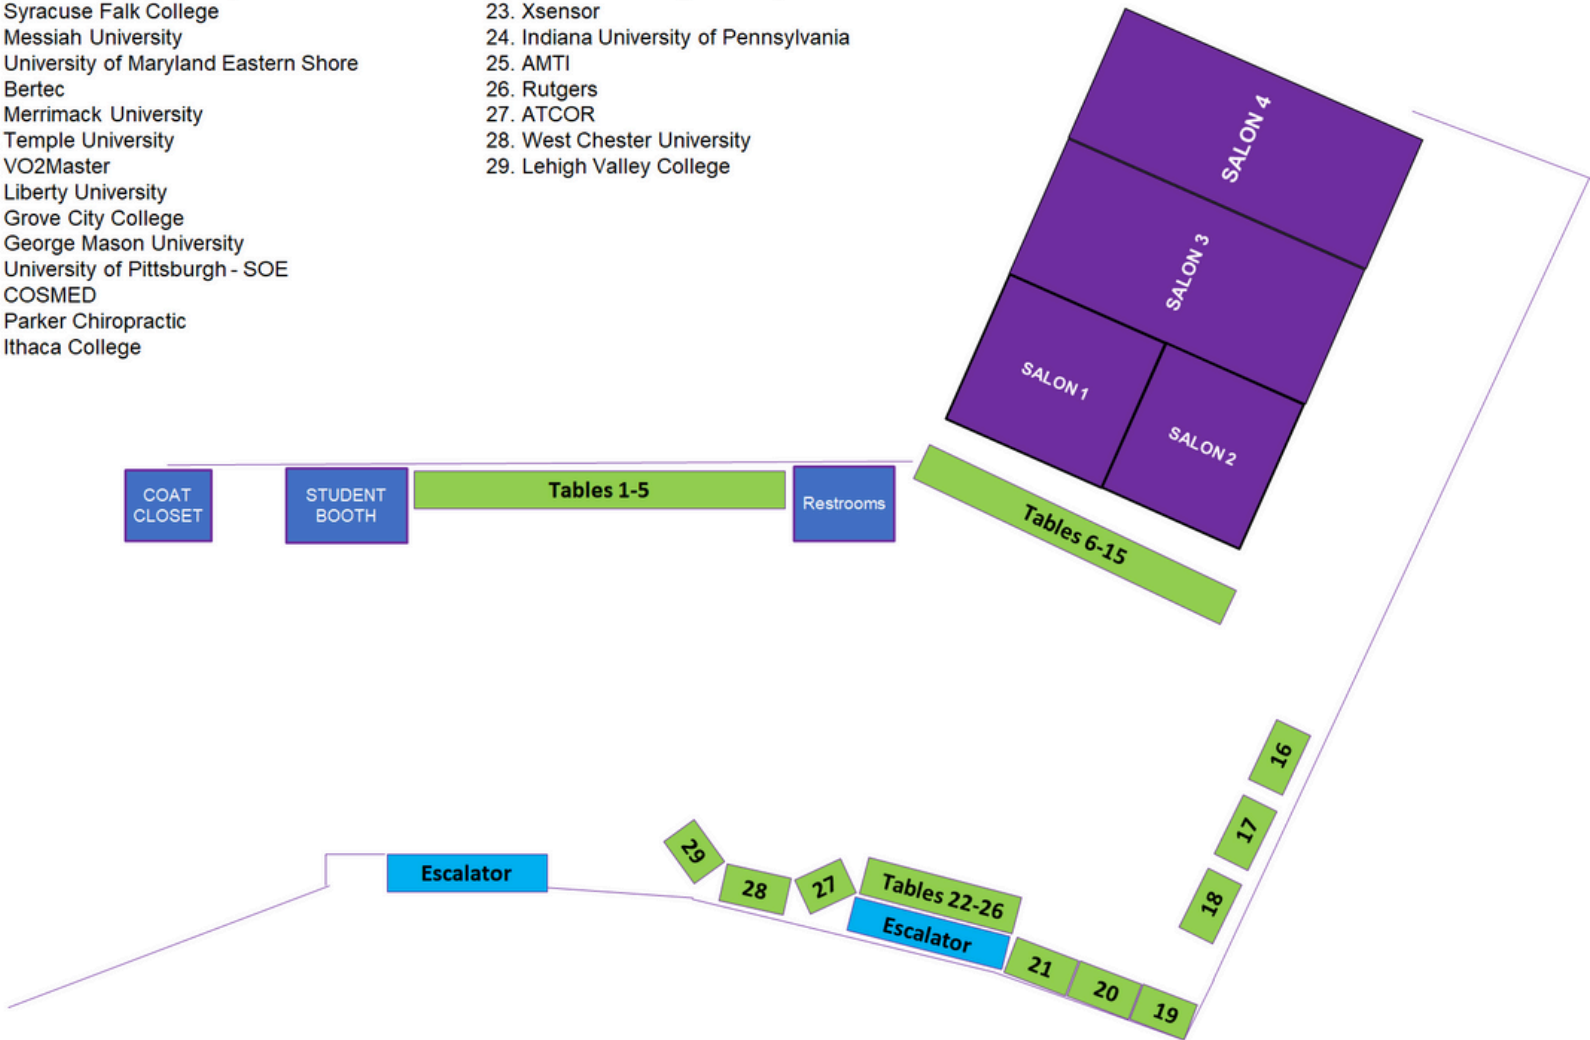 Syracuse Falk College
Messiah University
University of Maryland Eastern Shore
Bertec
Merrimack University
Temple University
VO2Master
Liberty University
Grove City College
George Mason University
University of Pittsburgh - SOE
COSMED
Parker Chiropractic
Ithaca College
23. Xsensor
24. Indiana University of Pennsylvania
25. AMTI
26. Rutgers
27. ATCOR
28. West Chester University
29. Lehigh Valley College
SALON 4
SALON 3
SALON 1
SALON 2
COAT
CLOSET
STUDENT
BOOTH
Tables 1-5
Restrooms
Tables 6-15
16
17
18
29
28
27
Tables 22-26
Escalator
Escalator
21
20
19